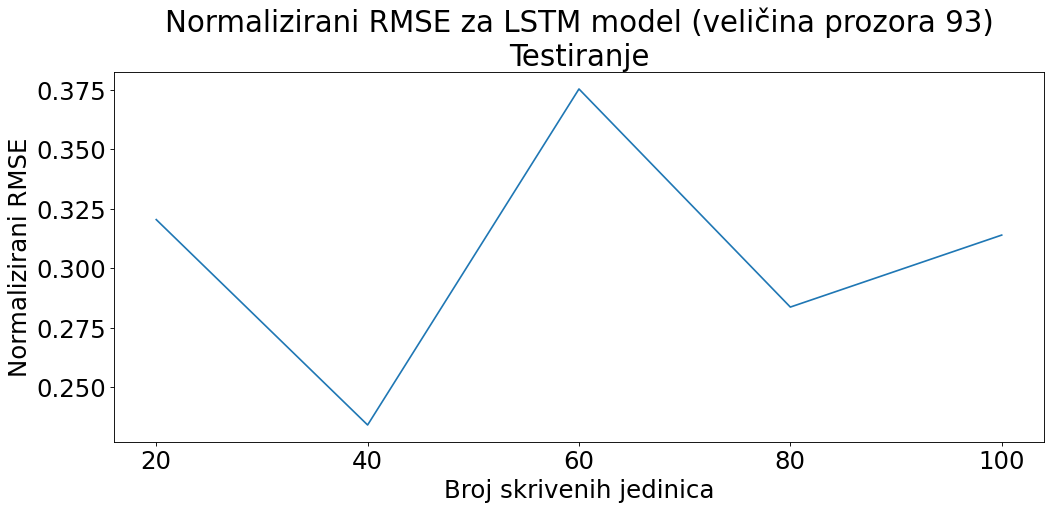 Normalizirani RMSE za LSTM model (veličina prozora 93)
Testiranje
Normalizirani RMSE
0.375
0.350
0.325
0.300
0.275
0.250
20 40 60 80 100
Broj skrivenih jedinica